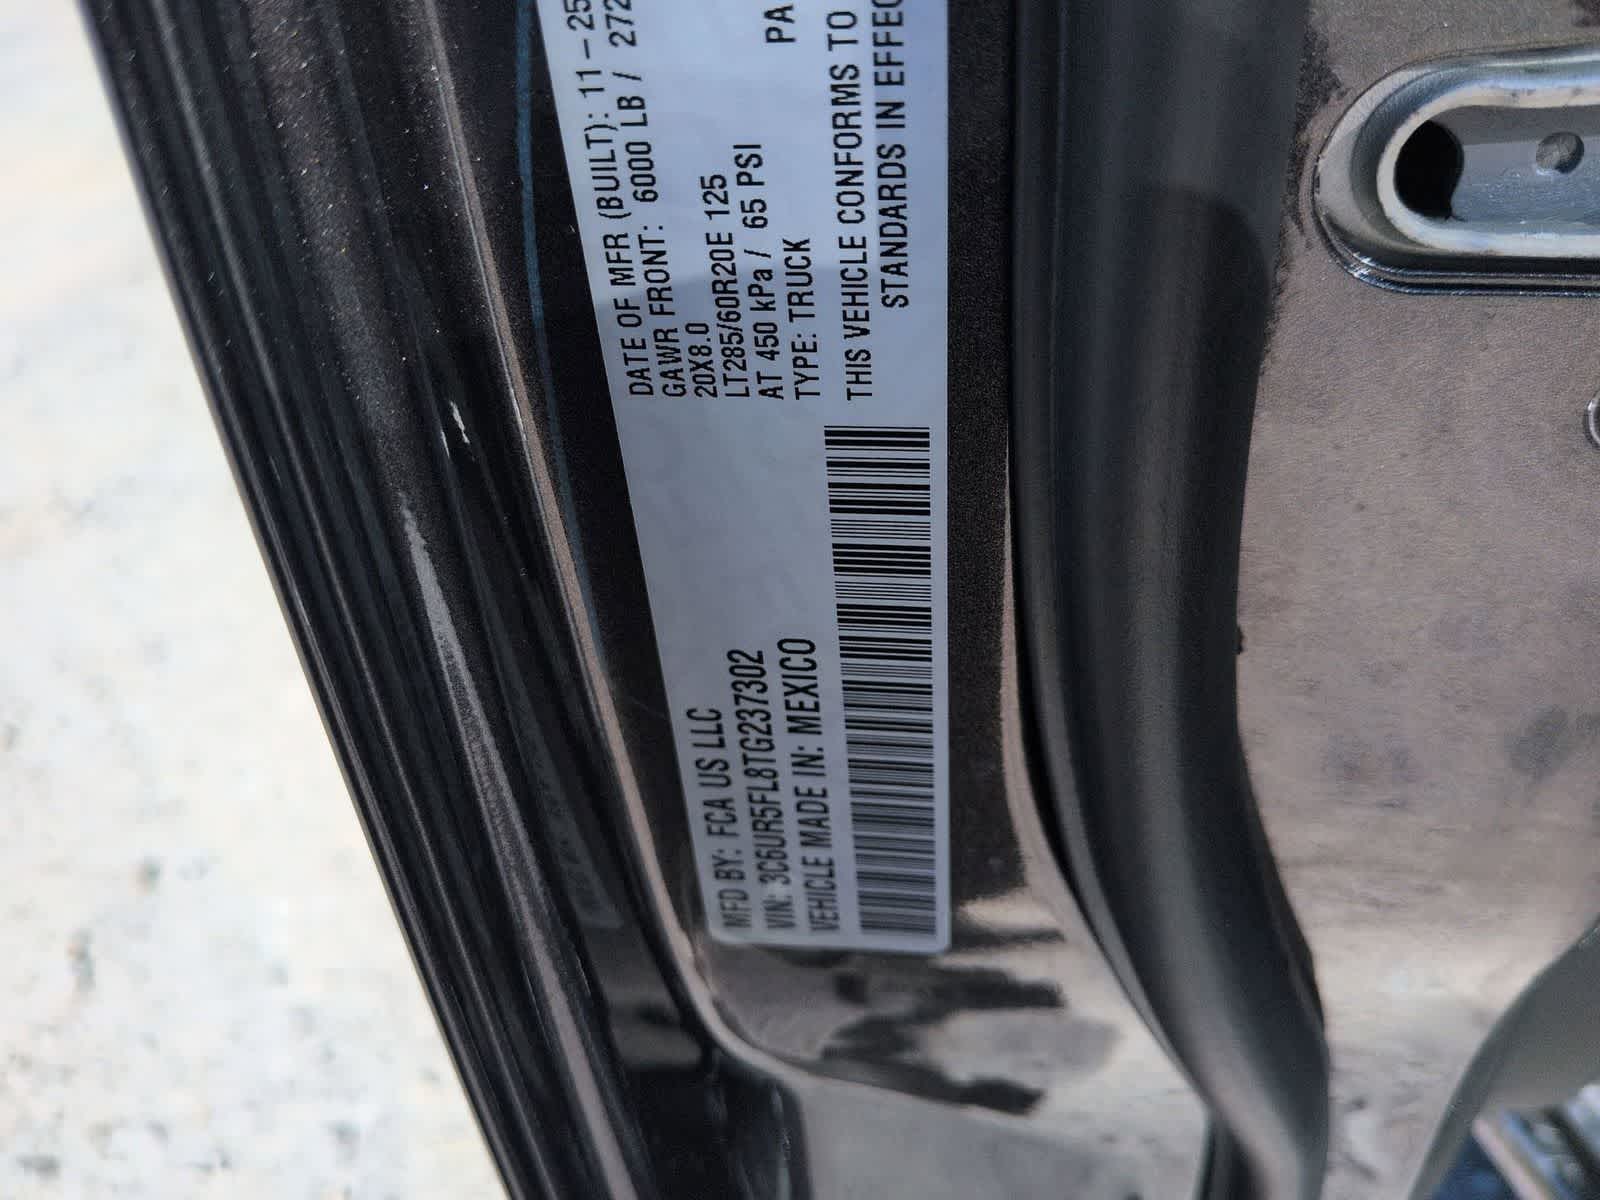 MFD BY: FCA US LLC
VIN: 3C6UR5FL8TG237302
VEHICLE MADE IN: MEXICO
DATE OF MFR (BUILT): 11-25
GAWR FRONT: 6000 LB / 272
20X8.0
LT285/60R20E 125
AT 450 kPa / 65 PSI
TYPE: TRUCK
PA
THIS VEHICLE CONFORMS TO
STANDARDS IN EFFEC